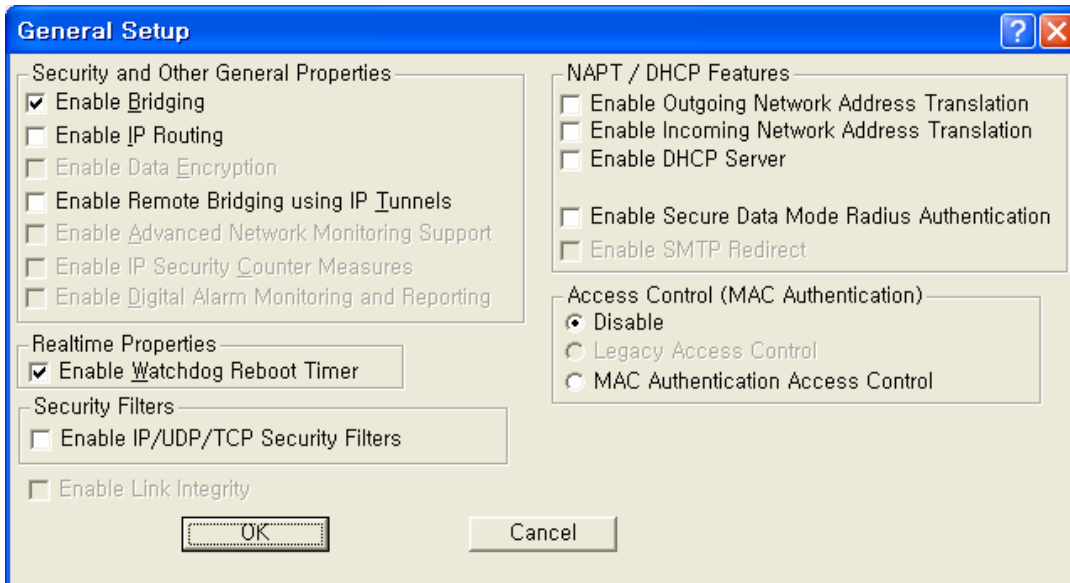 General Setup
Security and Other General Properties
Enable Bridging
Enable IP Routing
Enable Data Encryption
Enable Remote Bridging using IP Tunnels
Enable Advanced Network Monitoring Support
Enable IP Security Counter Measures
Enable Digital Alarm Monitoring and Reporting
Realtime Properties
Enable Watchdog Reboot Timer
Security Filters
Enable IP/UDP/TCP Security Filters
Enable Link Integrity
NAPT / DHCP Features
Enable Outgoing Network Address Translation
Enable Incoming Network Address Translation
Enable DHCP Server
Enable Secure Data Mode Radius Authentication
Enable SMTP Redirect
Access Control (MAC Authentication)
Disable
Legacy Access Control
MAC Authentication Access Control
OK
Cancel